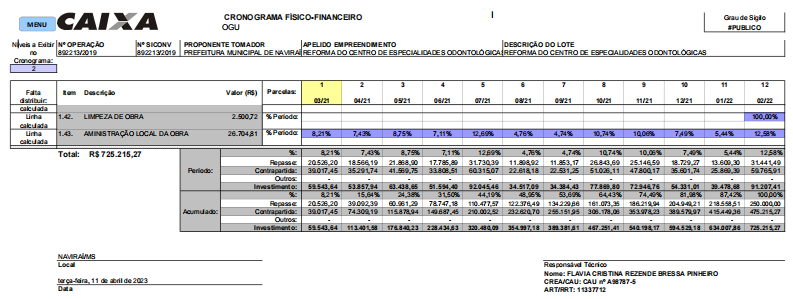 MENU
CAIXA
CRONOGRAMA FÍSICO-FINANCEIRO
OGU
I
Grau de Sigilo
#PUBLICO
Níveis a Exibir no Cronograma:
2
Nº OPERAÇÃO Nº SICONV PROPONENTE TOMADOR APELIDO EMPREENDIMENTO DESCRIÇÃO DO LOTE
892213/2019 892213/2019 PREFEITURA MUNICIPAL DE NAVIRAÍ REFORMA DO CENTRO DE ESPECIALIDADES ODONTOLÓGICAS REFORMA DO CENTRO DE ESPECIALIDADES ODONTOLÓGICAS
Falta distribuir: Item Descrição Valor (R$) Parcelas: 1 2 3 4 5 6 7 8 9 10 11 12
03/21 04/21 05/21 06/21 07/21 08/21 09/21 10/21 11/21 12/21 01/22 02/22
calculada
Linha calculada 1.42. LIMPEZA DE OBRA 2.500,72 % Período: 100,00%
Linha calculada 1.43. AMINISTRAÇÃO LOCAL DA OBRA 26.704,81 % Período: 8,21% 7,43% 8,75% 7,11% 12,69% 4,76% 4,74% 10,74% 10,06% 7,49% 5,44% 12,58%
Total: R$ 725.215,27
Período:
%: 8,21% 7,43% 8,75% 7,11% 12,69% 4,76% 4,74% 10,74% 10,06% 7,49% 5,44% 12,58%
Repasse: 20.526,20 18.566,19 21.868,90 17.785,89 31.730,39 11.898,92 11.853,17 26.843,69 25.146,59 18.729,27 13.609,30 31.441,49
Contrapartida: 39.017,45 35.291,74 41.569,75 33.808,51 60.315,07 22.618,18 22.531,25 51.026,11 47.800,17 35.601,74 25.869,39 59.765,91
Outros: - - - - - - - - - - - -
Investimento: 59.543,64 53.857,94 63.438,65 51.594,40 92.045,46 34.517,09 34.384,43 77.869,80 72.946,76 54.331,01 39.478,68 91.207,41
Acumulado:
%: 8,21% 15,64% 24,38% 31,50% 44,19% 48,95% 53,69% 64,43% 74,49% 81,98% 87,42% 100,00%
Repasse: 20.526,20 39.092,39 60.961,29 78.747,18 110.477,57 122.376,49 134.229,66 161.073,35 186.219,94 204.949,21 218.558,51 250.000,00
Contrapartida: 39.017,45 74.309,19 115.878,94 149.687,45 210.002,52 232.620,70 255.151,95 306.178,06 353.978,23 389.579,97 415.449,36 475.215,27
Outros: - - - - - - - - - - - -
Investimento: 59.543,64 113.401,58 176.840,23 228.434,63 320.480,09 354.997,18 389.381,61 467.251,41 540.198,17 594.529,18 634.007,86 725.215,27
NAVIRAÍ/MS
Local
terça-feira, 11 de abril de 2023
Data
Responsável Técnico
Nome: FLAVIA CRISTINA REZENDE BRESSA PINHEIRO
CREA/CAU: CAU nº A98787-5
ART/RRT: 11337712